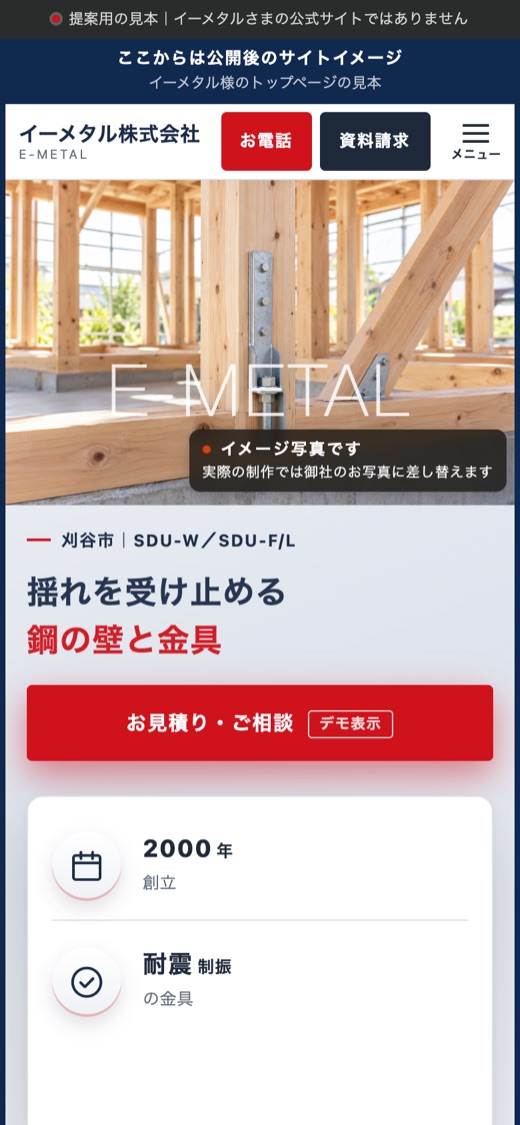 提案用の見本｜イーメタルさまの公式サイトではありません
ここからは公開後のサイトイメージ
イーメタル様のトップページの見本
イーメタル株式会社
E-METAL
お電話
資料請求
メニュー
E-METAL
イメージ写真です
実際の制作では御社のお写真に差し替えます
刈谷市｜SDU-W／SDU-F/L
揺れを受け止める
鋼の壁と金具
お見積り・ご相談 デモ表示
2000年
創立
耐震 制振
の金具